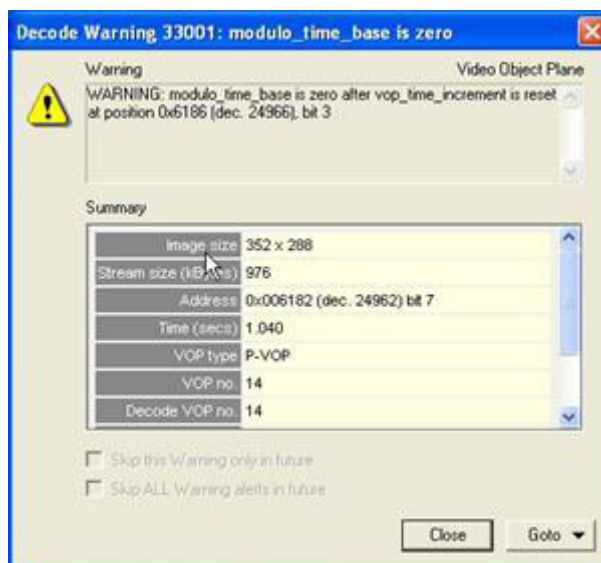 Decode Warning 33001: modulo_time_base is zero
Warning Video Object Plane
WARNING: modulo_time_base is zero after vop_time_increment is reset
at position 0x6186 (dec. 24966), bit 3
Summary
Image size 352 x 288
Stream size (kBytes) 976
Address 0x006182 (dec. 24962) bit 7
Time (secs) 1.040
VOP type P-VOP
VOP no. 14
Decode VOP no. 14
Skip this Warning only in future
Skip ALL Warning alerts in future
Close Goto